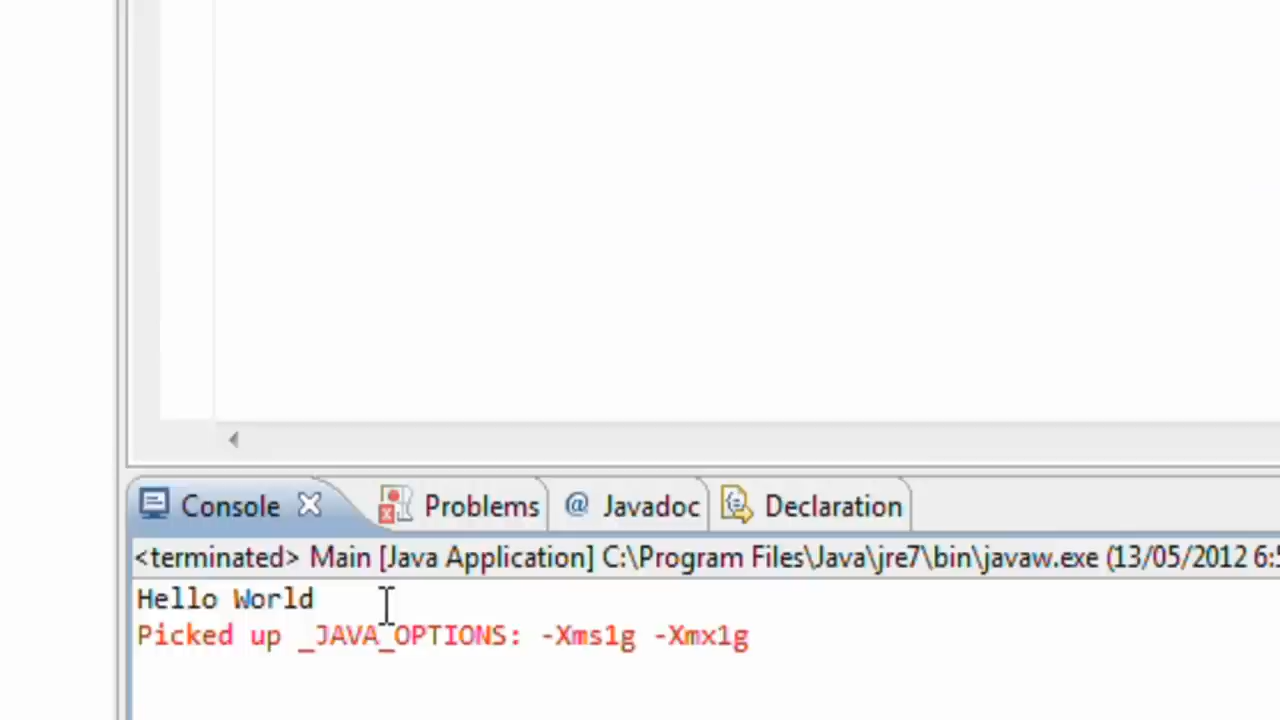 Console Problems @ Javadoc Declaration
<terminated> Main [Java Application] C:\Program Files\Java\jre7\bin\javaw.exe (13/05/2012 6:5
Hello World
Picked up _JAVA_OPTIONS: -Xms1g -Xmx1g